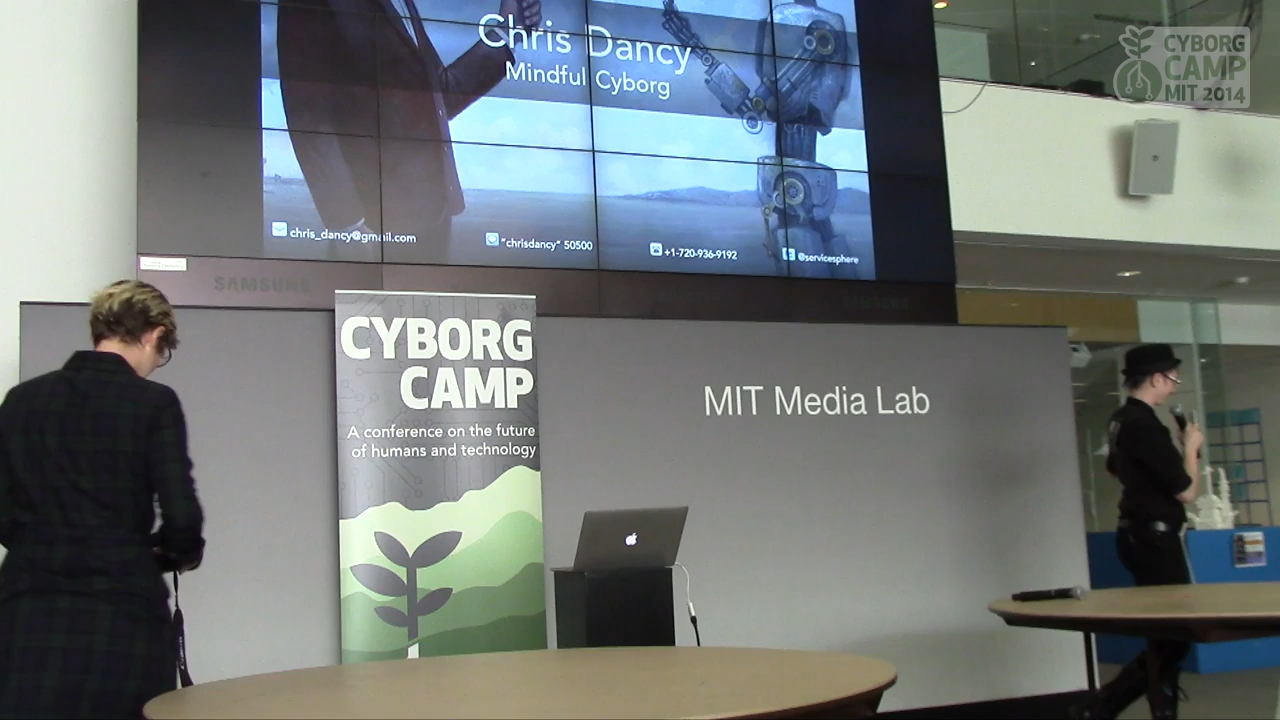 Chris Dancy
Mindful Cyborg
chris_dancy@gmail.com
"chrisdancy" 50500
+1-720-936-9192
@servicesphere
CYBORG
CAMP
MIT 2014
SAMSUNG
CYBORG
CAMP
A conference on the future
of humans and technology
MIT Media Lab